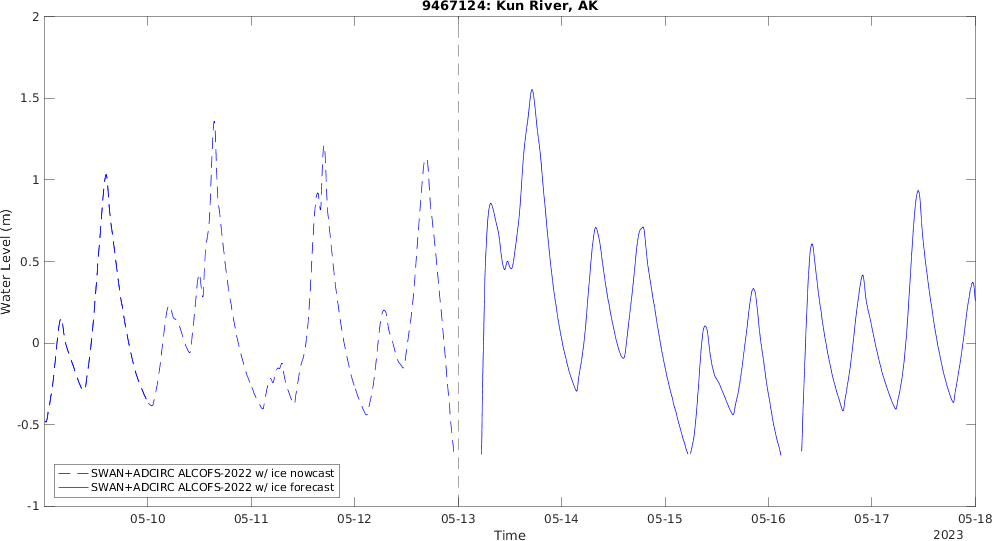 9467124: Kun River, AK
Water Level (m)
2
1.5
1
0.5
0
-0.5
-1
SWAN+ADCIRC ALCOFS-2022 w/ ice nowcast
SWAN+ADCIRC ALCOFS-2022 w/ ice forecast
05-10 05-11 05-12 05-13 05-14 05-15 05-16 05-17 05-18
Time
2023